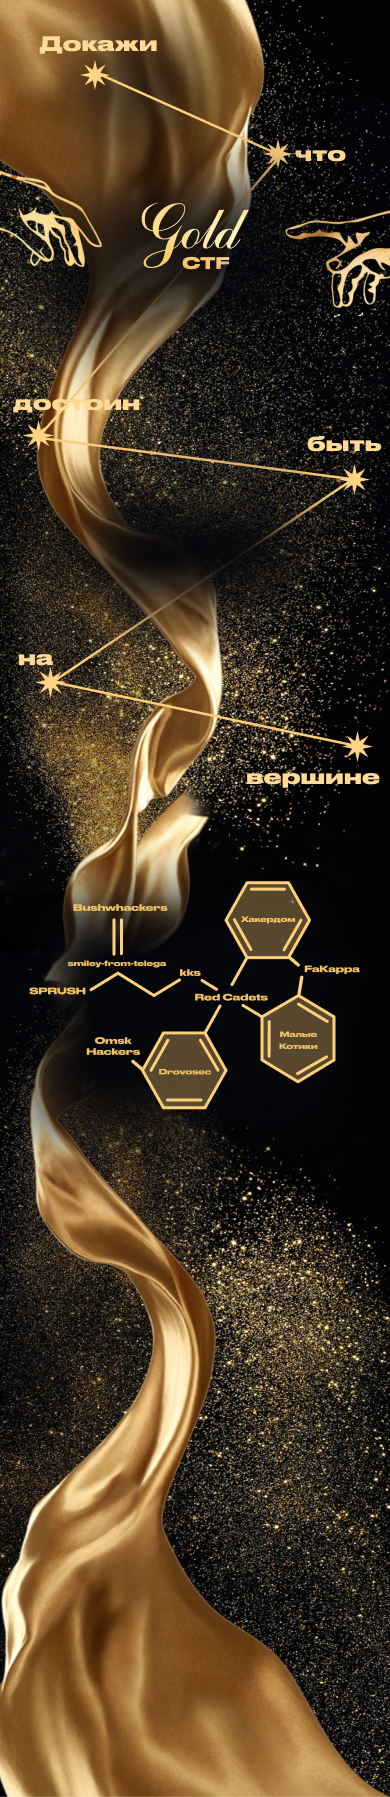 Докажи
что
Gold
CTF
достоин
быть
на
вершине
Bushwhackers
Хакердом
smiley-from-telega
kks
FaKappa
SPRUSH
Red Cadets
Малые
Котики
Omsk
Hackers
Drovosec